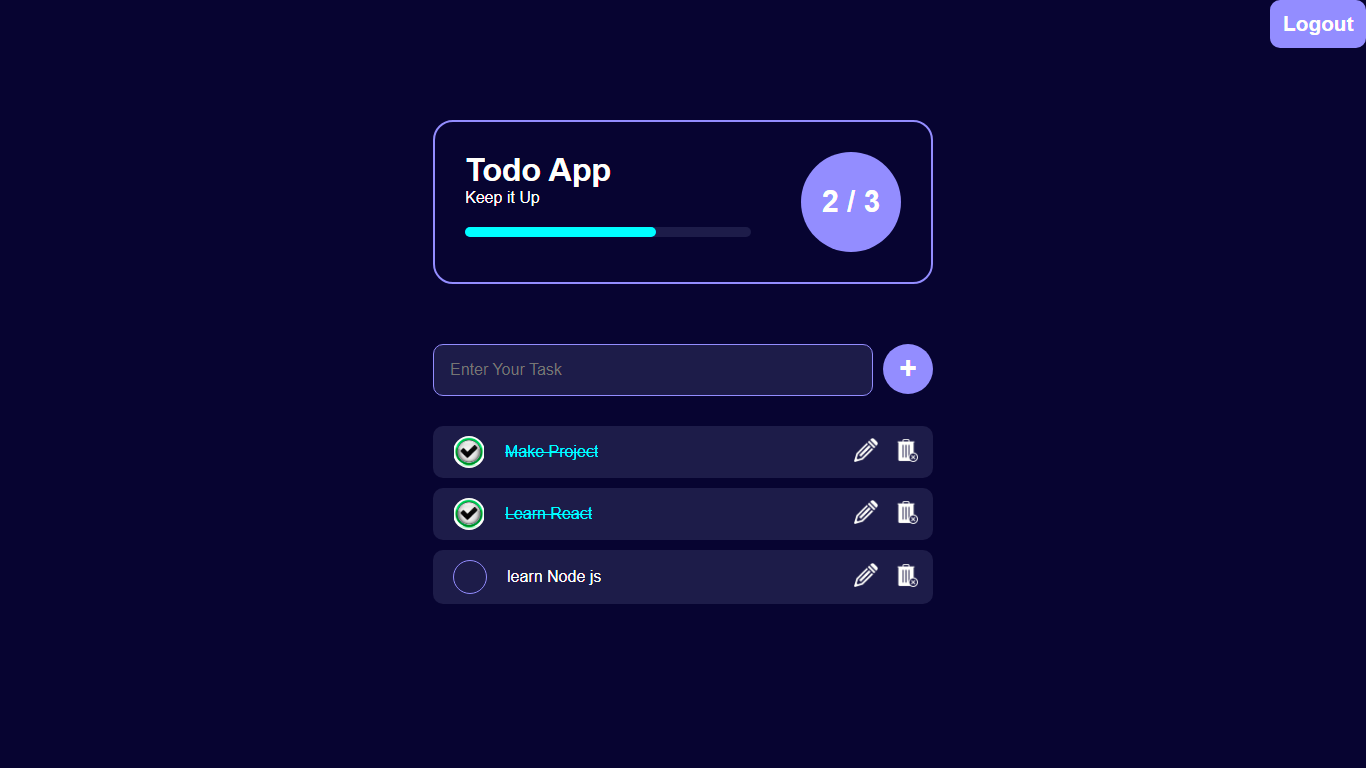 Logout
Todo App
Keep it Up
2 / 3
Enter Your Task
+
Make Project
Learn React
learn Node js